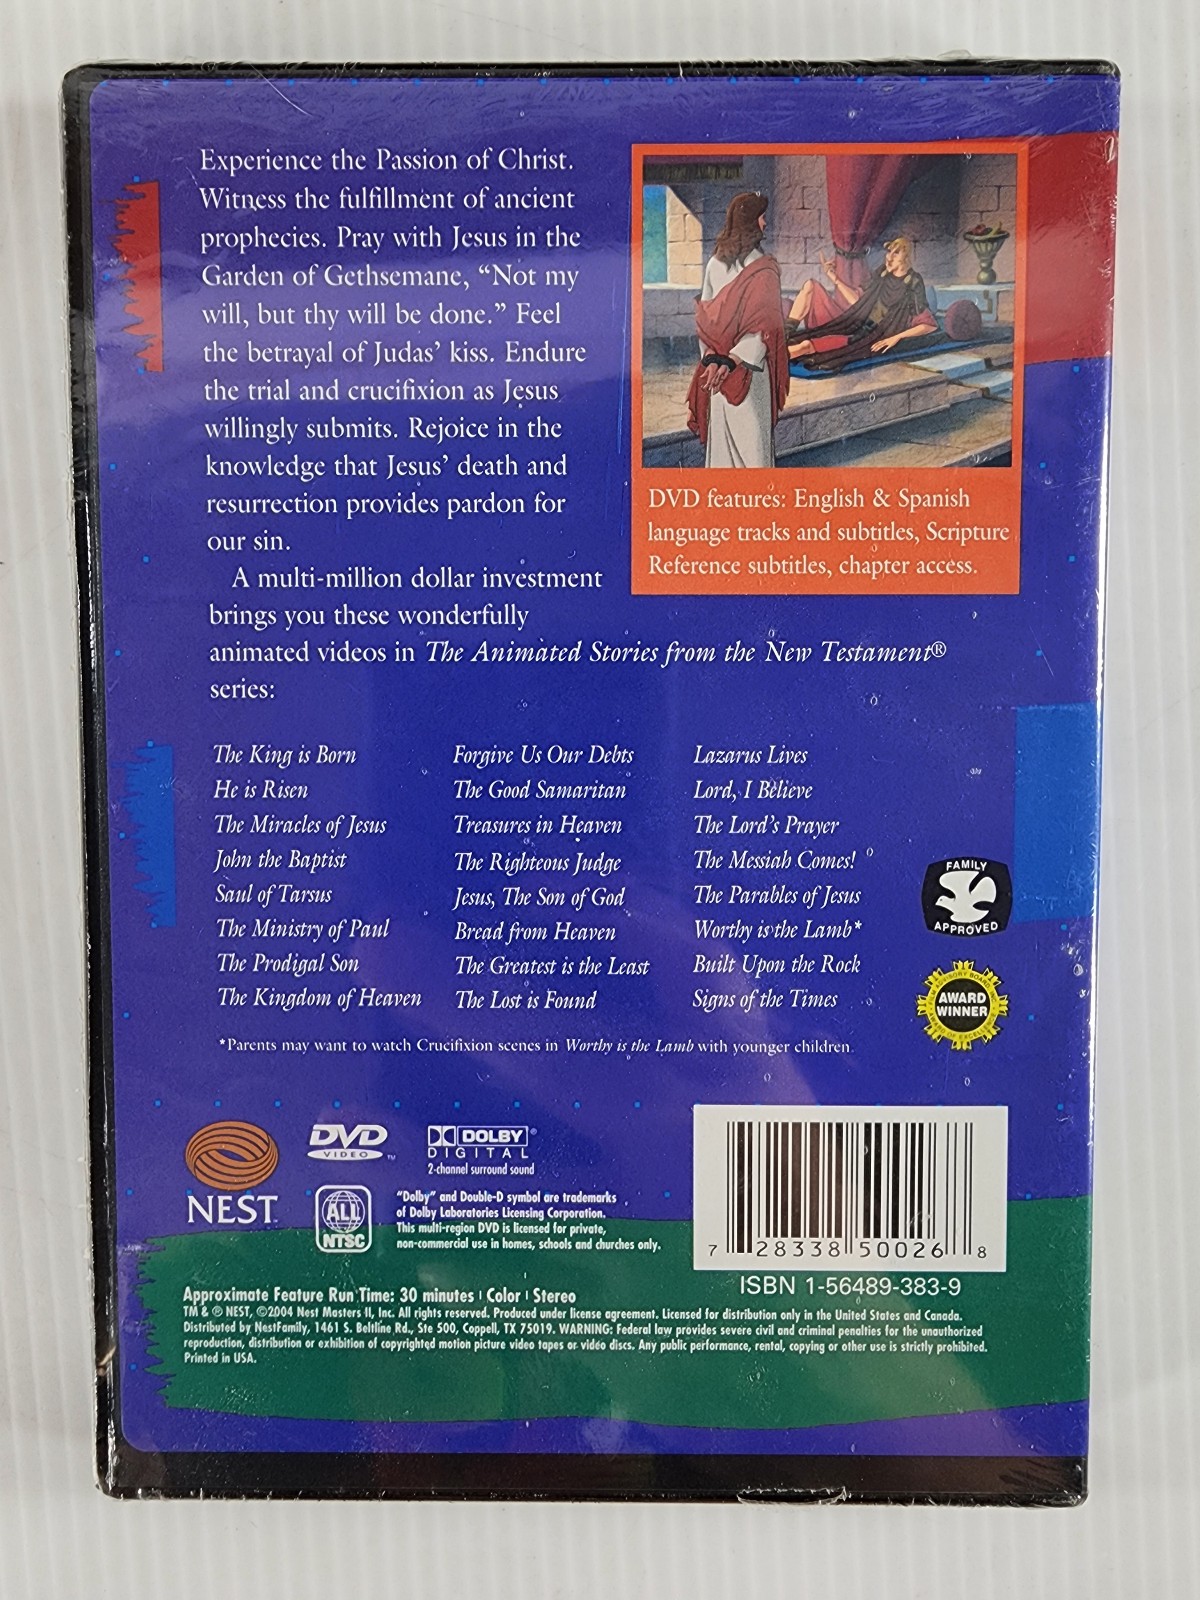 Experience the Passion of Christ.
Witness the fulfillment of ancient
prophecies. Pray with Jesus in the
Garden of Gethsemane, “Not my
will, but thy will be done.” Feel
the betrayal of Judas’ kiss. Endure
the trial and crucifixion as Jesus
willingly submits. Rejoice in the
knowledge that Jesus’ death and
resurrection provides pardon for
our sin.
A multi-million dollar investment
brings you these wonderfully
animated videos in The Animated Stories from the New Testament®
series:
DVD features: English & Spanish
language tracks and subtitles, Scripture
Reference subtitles, chapter access.
The King is Born
He is Risen
The Miracles of Jesus
John the Baptist
Saul of Tarsus
The Ministry of Paul
The Prodigal Son
The Kingdom of Heaven
Forgive Us Our Debts
The Good Samaritan
Treasures in Heaven
The Righteous Judge
Jesus, The Son of God
Bread from Heaven
The Greatest is the Least
The Lost is Found
Lazarus Lives
Lord, I Believe
The Lord’s Prayer
The Messiah Comes!
The Parables of Jesus
Worthy is the Lamb*
Built Upon the Rock
Signs of the Times
FAMILY
APPROVED
AWARD
WINNER
*Parents may want to watch Crucifixion scenes in Worthy is the Lamb with younger children.
NEST
DVD
VIDEO ™
DOLBY®
DIGITAL
2-channel surround sound
ALL
NTSC
“Dolby” and Double-D symbol are trademarks
of Dolby Laboratories Licensing Corporation.
This multi-region DVD is licensed for private,
non-commercial use in homes, schools and churches only.
7 28338 50026 8
ISBN 1-56489-383-9
Approximate Feature Run Time: 30 minutes | Color | Stereo
TM & ® NEST, ©2004 Nest Masters II, Inc. All rights reserved. Produced under license agreement. Licensed for distribution only in the United States and Canada.
Distributed by NestFamily, 1461 S. Beltline Rd., Ste 500, Coppell, TX 75019. WARNING: Federal law provides severe civil and criminal penalties for the unauthorized
reproduction, distribution or exhibition of copyrighted motion picture video tapes or video discs. Any public performance, rental, copying or other use is strictly prohibited.
Printed in USA.